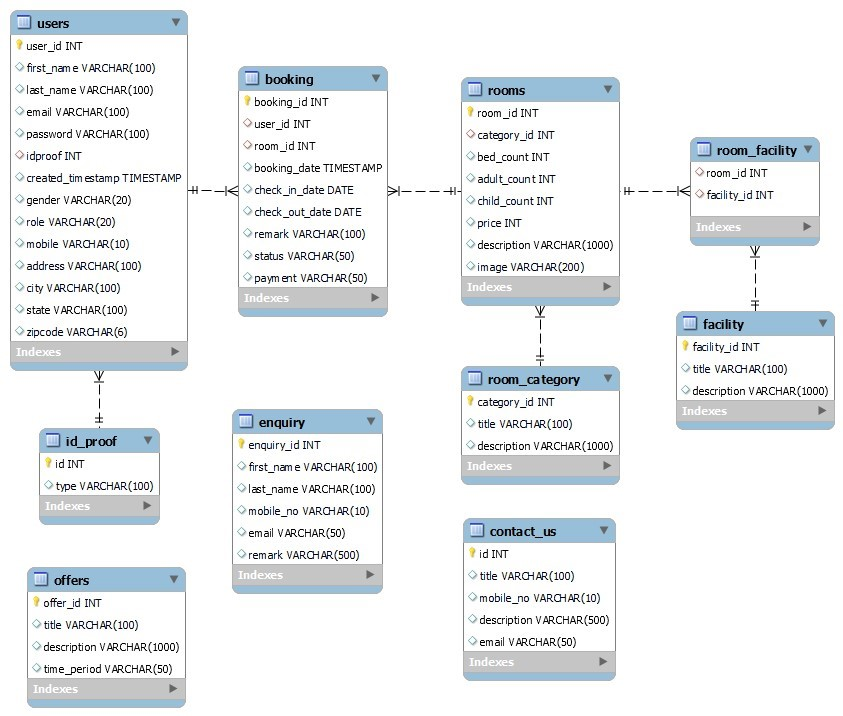 users
user_id INT
first_name VARCHAR(100)
last_name VARCHAR(100)
email VARCHAR(100)
password VARCHAR(100)
idproof INT
created_timestamp TIMESTAMP
gender VARCHAR(20)
role VARCHAR(20)
mobile VARCHAR(10)
address VARCHAR(100)
city VARCHAR(100)
state VARCHAR(100)
zipcode VARCHAR(6)
Indexes
booking
booking_id INT
user_id INT
room_id INT
booking_date TIMESTAMP
check_in_date DATE
check_out_date DATE
remark VARCHAR(100)
status VARCHAR(50)
payment VARCHAR(50)
Indexes
rooms
room_id INT
category_id INT
bed_count INT
adult_count INT
child_count INT
price INT
description VARCHAR(1000)
image VARCHAR(200)
Indexes
room_facility
room_id INT
facility_id INT
Indexes
facility
facility_id INT
title VARCHAR(100)
description VARCHAR(1000)
Indexes
room_category
category_id INT
title VARCHAR(100)
description VARCHAR(1000)
Indexes
id_proof
id INT
type VARCHAR(100)
Indexes
enquiry
enquiry_id INT
first_name VARCHAR(100)
last_name VARCHAR(100)
mobile_no VARCHAR(10)
email VARCHAR(50)
remark VARCHAR(500)
Indexes
contact_us
id INT
title VARCHAR(100)
mobile_no VARCHAR(10)
description VARCHAR(500)
email VARCHAR(50)
Indexes
offers
offer_id INT
title VARCHAR(100)
description VARCHAR(1000)
time_period VARCHAR(50)
Indexes